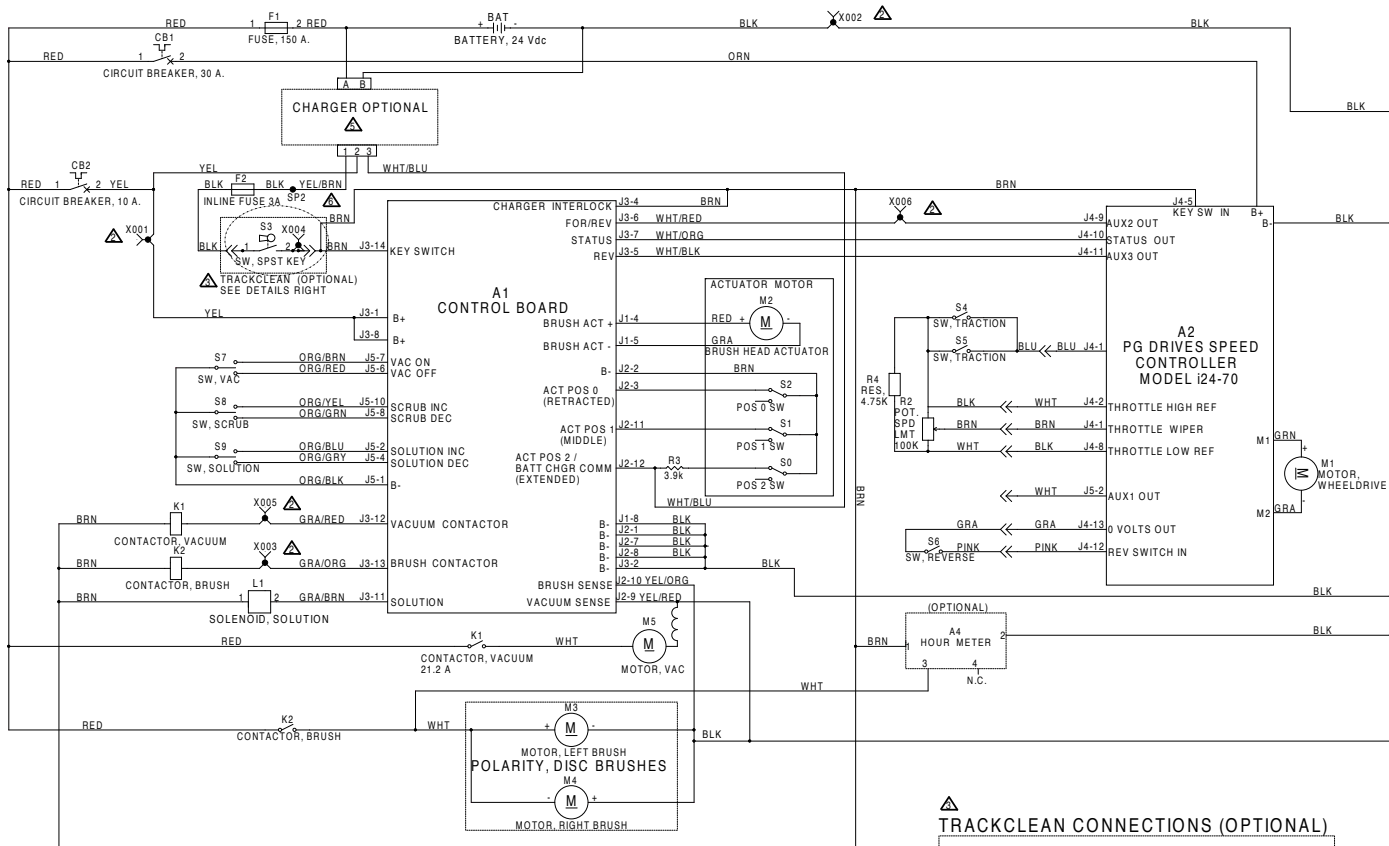 RED 1 F1 2 RED + BAT - BLK X002 2 BLK
FUSE, 150 A. BATTERY, 24 Vdc
CB1
RED 1 2 ORN
CIRCUIT BREAKER, 30 A.
A B
CHARGER OPTIONAL
5
1 2 3
BLK
CB2
YEL WHT/BLU
RED 1 2 YEL
CIRCUIT BREAKER, 10 A.
BLK F2 BLK YEL/BRN
INLINE FUSE 3A. SP2 6
BRN
2 X001
S3 X004
BLK 1 2 BRN J3-14 KEY SWITCH
SW, SPST KEY
3 TRACKCLEAN (OPTIONAL)
SEE DETAILS RIGHT
A1
CONTROL BOARD
CHARGER INTERLOCK J3-4 BRN BRN
FOR/REV J3-6 WHT/RED X006 2 J4-9 AUX2 OUT
STATUS J3-7 WHT/ORG J4-10 STATUS OUT
REV J3-5 WHT/BLK J4-11 AUX3 OUT
J4-5
KEY SW IN B+
B- BLK
YEL J3-1 B+
J3-8 B+
S7 ORG/BRN J5-7 VAC ON
ORG/RED J5-6 VAC OFF
SW, VAC
S8 ORG/YEL J5-10 SCRUB INC
ORG/GRN J5-8 SCRUB DEC
SW, SCRUB
S9 ORG/BLU J5-2 SOLUTION INC
ORG/GRY J5-4 SOLUTION DEC
SW, SOLUTION
ORG/BLK J5-1 B-
ACTUATOR MOTOR
M2
BRUSH ACT + J1-4 RED + M -
BRUSH ACT - J1-5 GRA
BRUSH HEAD ACTUATOR
B- J2-2 BRN
ACT POS 0 J2-3 S2
(RETRACTED) POS 0 SW
ACT POS 1 J2-11 S1
(MIDDLE) POS 1 SW
ACT POS 2 /
BATT CHGR COMM J2-12 R3 S0
(EXTENDED) 3.9k POS 2 SW
WHT/BLU
BRN
A2
PG DRIVES SPEED
CONTROLLER
MODEL i24-70
S4
SW, TRACTION
S5 BLU BLU J4-1
SW, TRACTION
R4
RES,
4.75K
R2
POT.
SPD
LMT
100K
BLK WHT J4-2 THROTTLE HIGH REF
BRN BRN J4-1 THROTTLE WIPER
WHT BLK J4-8 THROTTLE LOW REF
WHT J5-2 AUX1 OUT
GRA GRA J4-13 0 VOLTS OUT
S6 PINK PINK J4-12 REV SWITCH IN
SW, REVERSE
M1 GRN
+
M M1
MOTOR,
WHEELDRIVE
-
M2 GRA
K1 X005 2
BRN GRA/RED J3-12 VACUUM CONTACTOR
CONTACTOR, VACUUM
K2 X003 2
BRN GRA/ORG J3-13 BRUSH CONTACTOR
CONTACTOR, BRUSH
L1
BRN 1 2 GRA/BRN J3-11 SOLUTION
SOLENOID, SOLUTION
B- J1-8 BLK
B- J2-1 BLK
B- J2-7 BLK
B- J2-8 BLK
B- J3-2 BLK
BLK
BRUSH SENSE J2-10 YEL/ORG
VACUUM SENSE J2-9 YEL/RED
RED K1 WHT M5
M
CONTACTOR, VACUUM
21.2 A
MOTOR, VAC
(OPTIONAL)
BRN 1 A4 2 BLK
HOUR METER
3 4
N.C.
WHT
RED K2 WHT
CONTACTOR, BRUSH
M3
+ M - BLK
MOTOR, LEFT BRUSH
POLARITY, DISC BRUSHES
M4
- M +
MOTOR, RIGHT BRUSH
3
TRACKCLEAN CONNECTIONS (OPTIONAL)